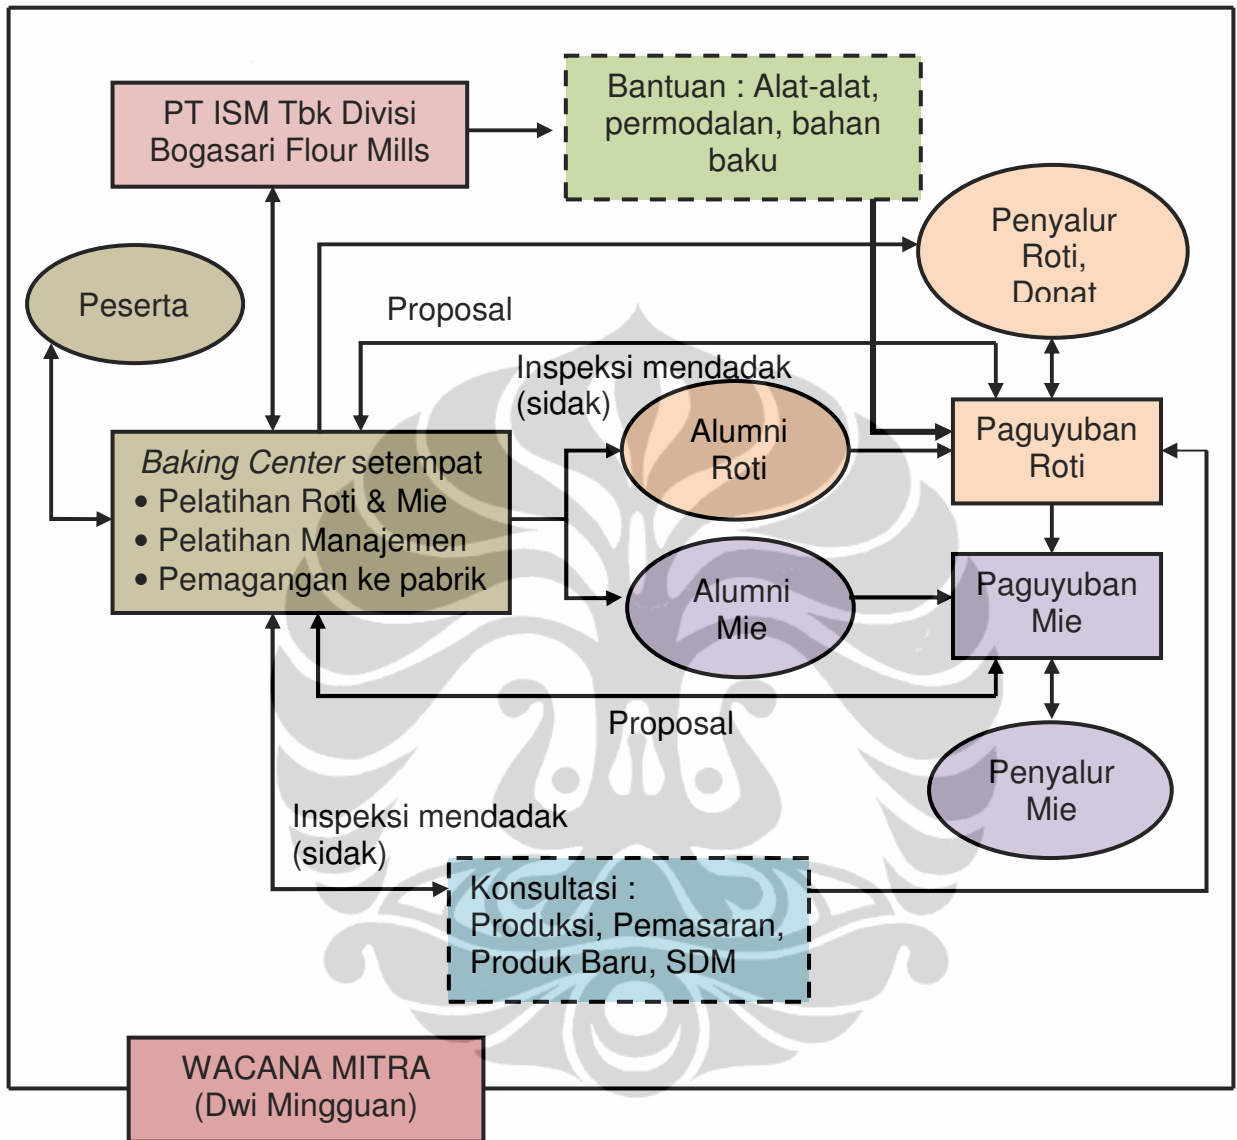 PT ISM Tbk Divisi
Bogasari Flour Mills
Bantuan : Alat-alat,
permodalan, bahan
baku
Penyalur
Roti,
Donat
Peserta
Proposal
Inspeksi mendadak
(sidak)
Alumni
Roti
Paguyuban
Roti
Baking Center setempat
• Pelatihan Roti & Mie
• Pelatihan Manajemen
• Pemagangan ke pabrik
Alumni
Mie
Paguyuban
Mie
Proposal
Penyalur
Mie
Inspeksi mendadak
(sidak)
Konsultasi :
Produksi, Pemasaran,
Produk Baru, SDM
WACANA MITRA
(Dwi Mingguan)